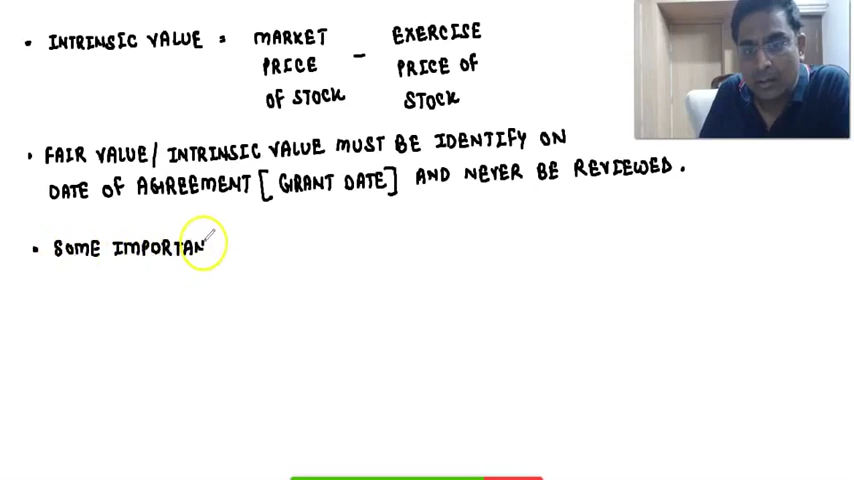 • INTRINSIC VALUE = MARKET PRICE OF STOCK - EXERCISE PRICE OF STOCK
• FAIR VALUE / INTRINSIC VALUE MUST BE IDENTIFY ON
DATE OF AGREEMENT [GRANT DATE] AND NEVER BE REVIEWED.
• SOME IMPORTAN